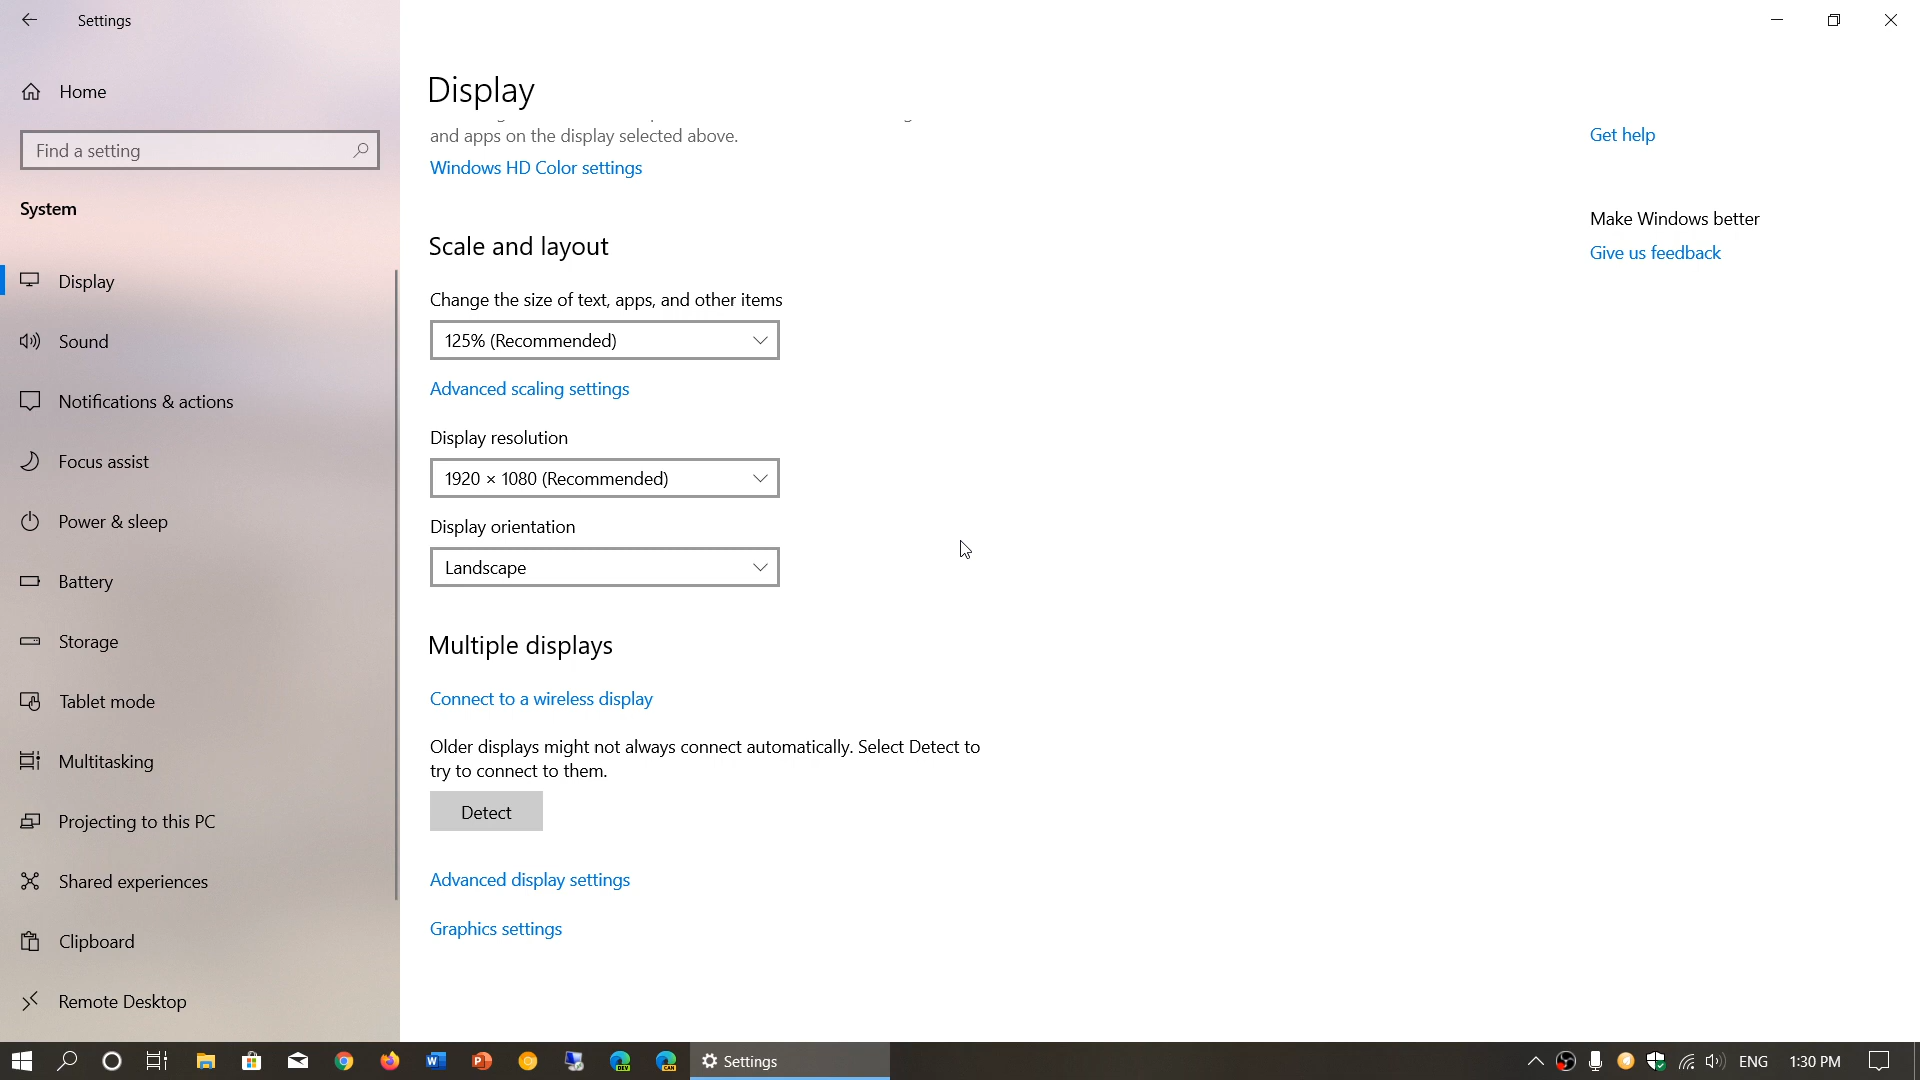 Settings
Home
Find a setting
System
Display
Sound
Notifications & actions
Focus assist
Power & sleep
Battery
Storage
Tablet mode
Multitasking
Projecting to this PC
Shared experiences
Clipboard
Remote Desktop
Display
and apps on the display selected above.
Windows HD Color settings
Scale and layout
Change the size of text, apps, and other items
125% (Recommended)
Advanced scaling settings
Display resolution
1920 × 1080 (Recommended)
Display orientation
Landscape
Multiple displays
Connect to a wireless display
Older displays might not always connect automatically. Select Detect to
try to connect to them.
Detect
Advanced display settings
Graphics settings
Get help
Make Windows better
Give us feedback
Settings
ENG
1:30 PM